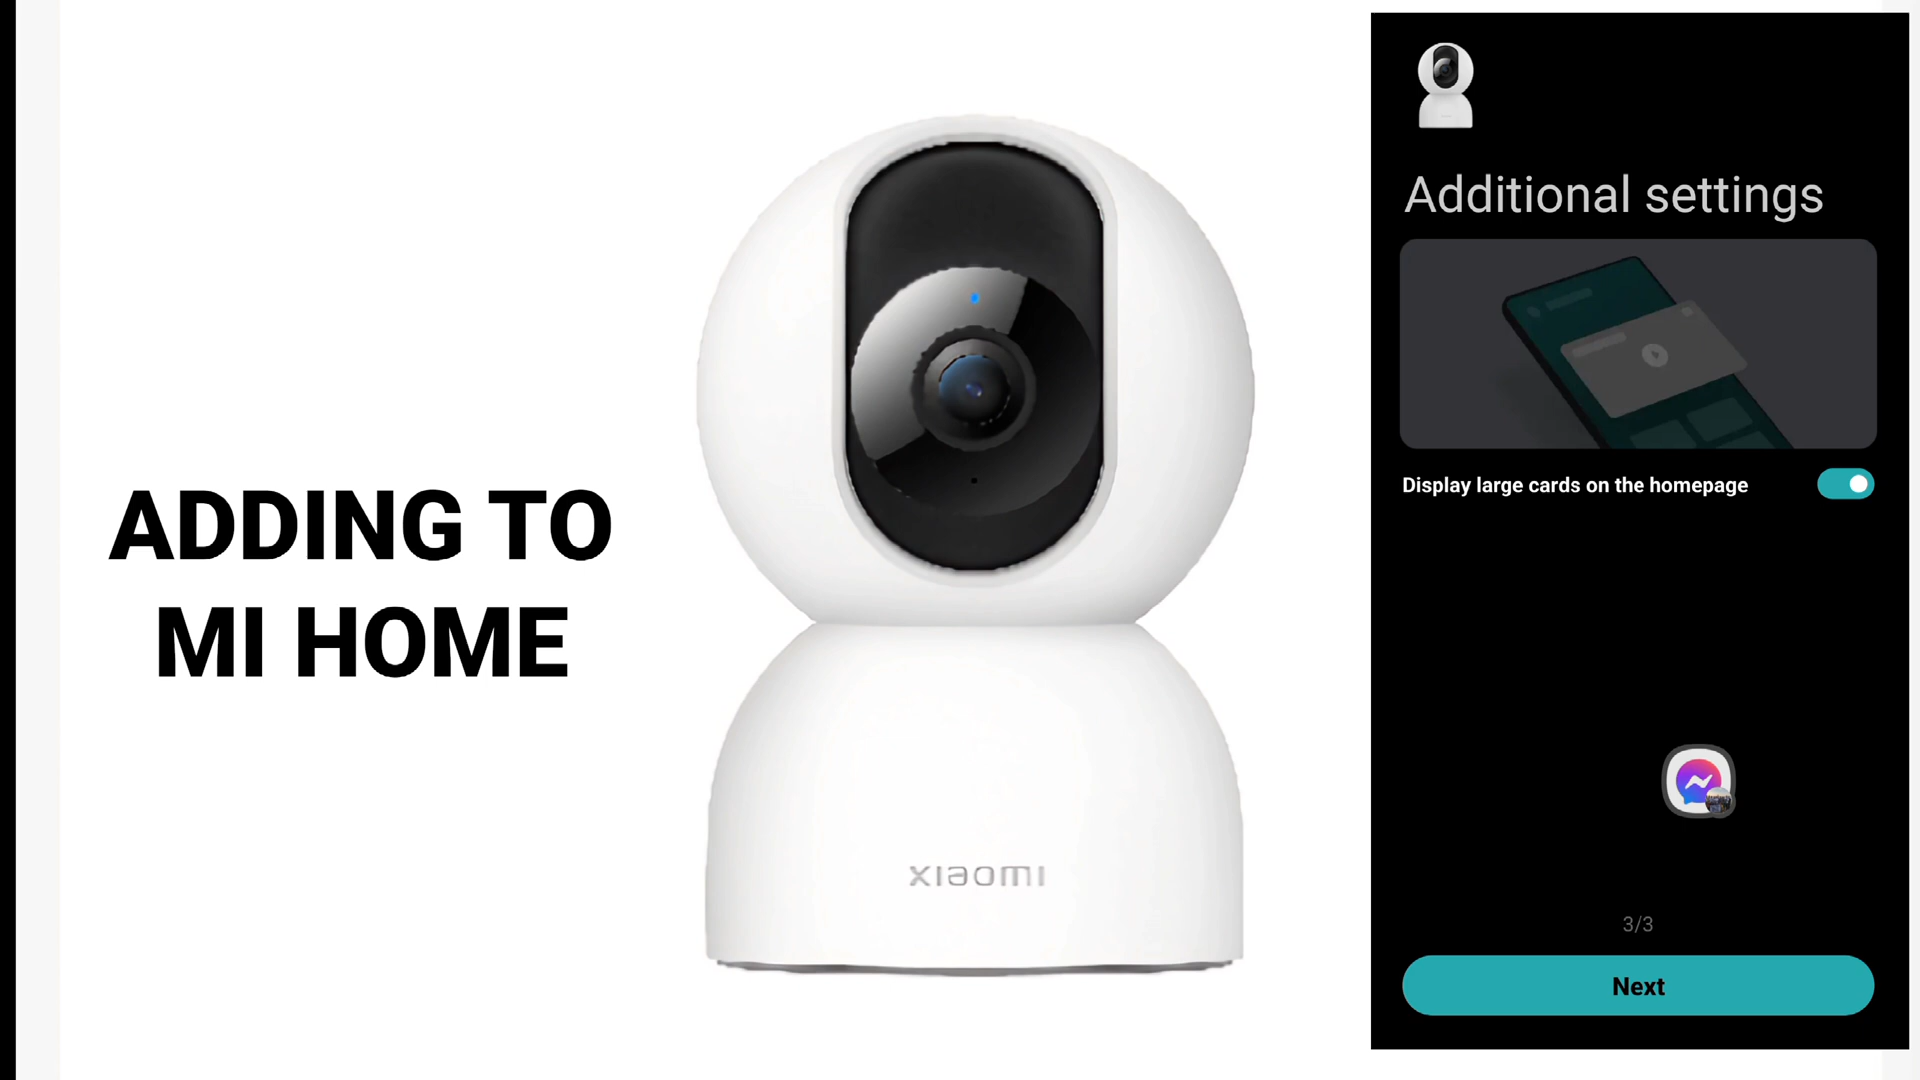 ADDING TO
MI HOME
xiaomi
Additional settings
Display large cards on the homepage
3/3
Next